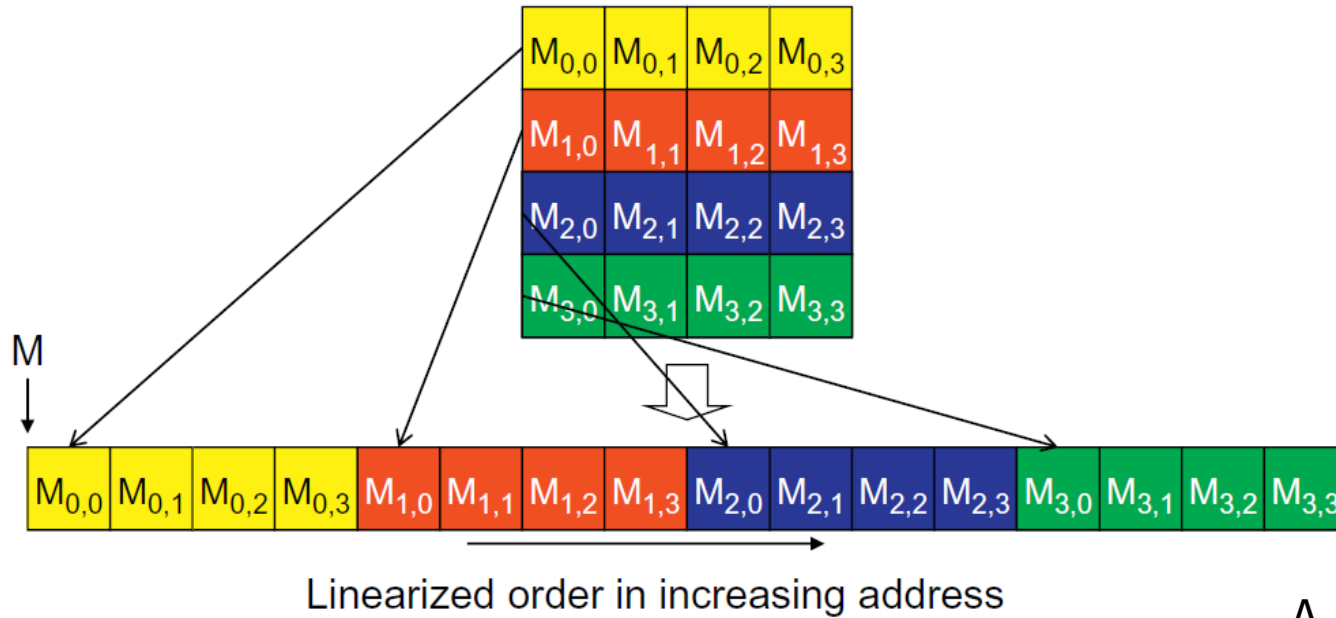 M0,0 M0,1 M0,2 M0,3
M1,0 M1,1 M1,2 M1,3
M2,0 M2,1 M2,2 M2,3
M3,0 M3,1 M3,2 M3,3
M
M0,0 M0,1 M0,2 M0,3 M1,0 M1,1 M1,2 M1,3 M2,0 M2,1 M2,2 M2,3 M3,0 M3,1 M3,2 M3,3
Linearized order in increasing address